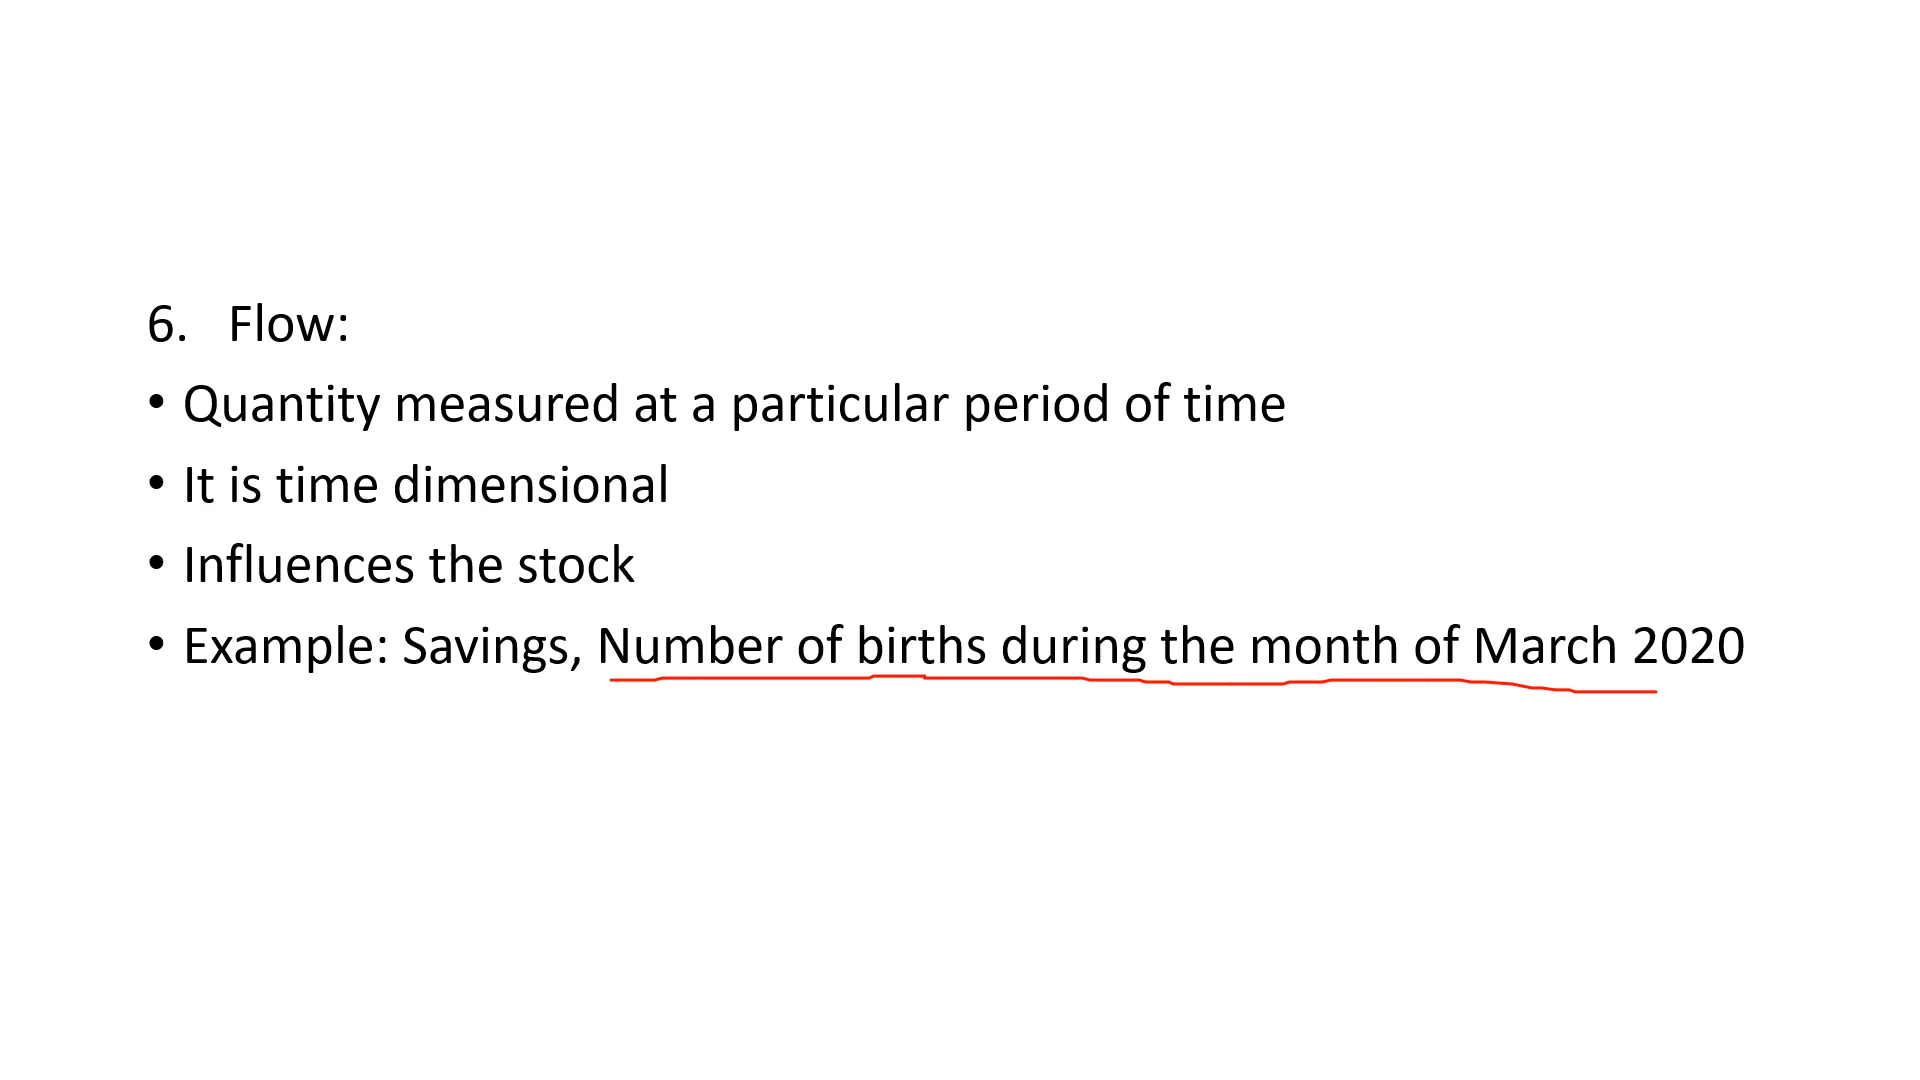 6. Flow:
• Quantity measured at a particular period of time
• It is time dimensional
• Influences the stock
• Example: Savings, Number of births during the month of March 2020